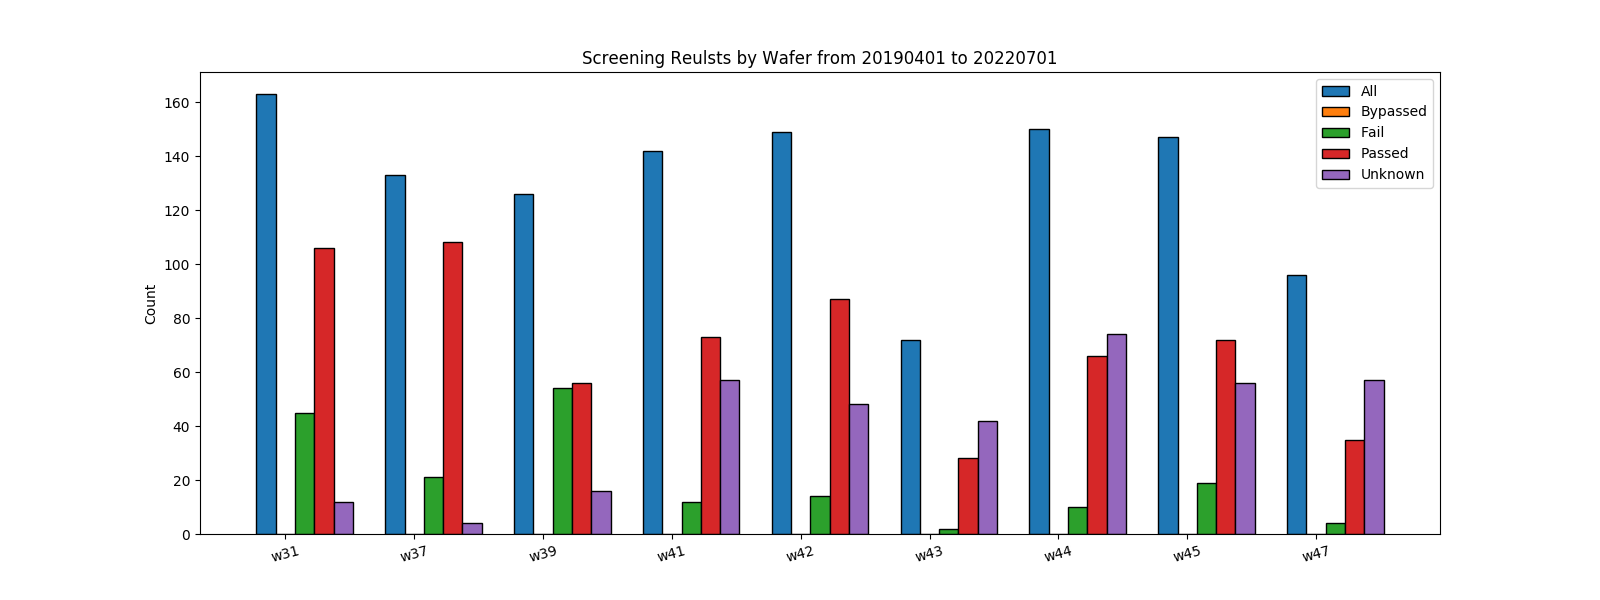 Screening Reulsts by Wafer from 20190401 to 20220701
160
140
120
100
80
60
40
20
0
Count
All
Bypassed
Fail
Passed
Unknown
w31
w37
w39
w41
w42
w43
w44
w45
w47